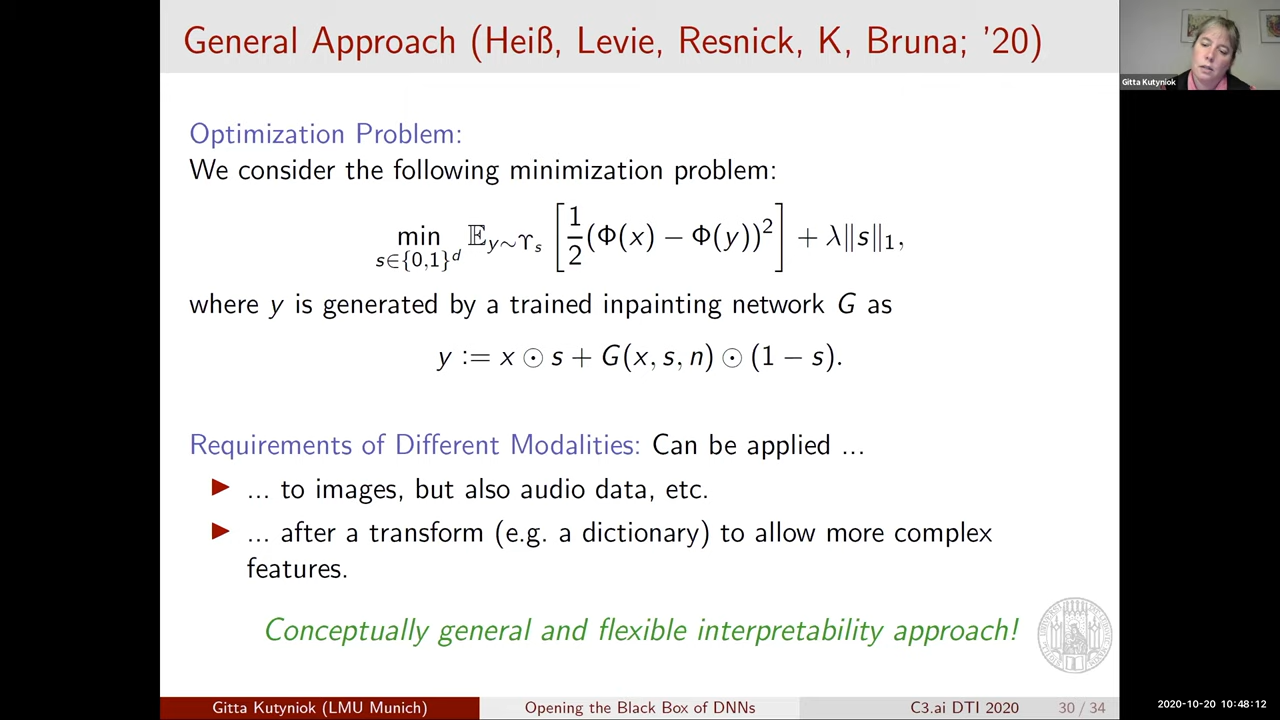 General Approach (Heiß, Levie, Resnick, K, Bruna; ’20)
Gitta Kutyniok
Optimization Problem:
We consider the following minimization problem:
min_{s∈{0,1}^d} 𝔼_{y∼ϒ_s} [ 1/2 (Φ(x) − Φ(y))² ] + λ‖s‖₁,
where y is generated by a trained inpainting network G as
y := x ⊙ s + G(x, s, n) ⊙ (1 − s).
Requirements of Different Modalities: Can be applied ...
▶ ... to images, but also audio data, etc.
▶ ... after a transform (e.g. a dictionary) to allow more complex
features.
Conceptually general and flexible interpretability approach!
Gitta Kutyniok (LMU Munich) Opening the Black Box of DNNs C3.ai DTI 2020 30 / 34
2020-10-20 10:48:12